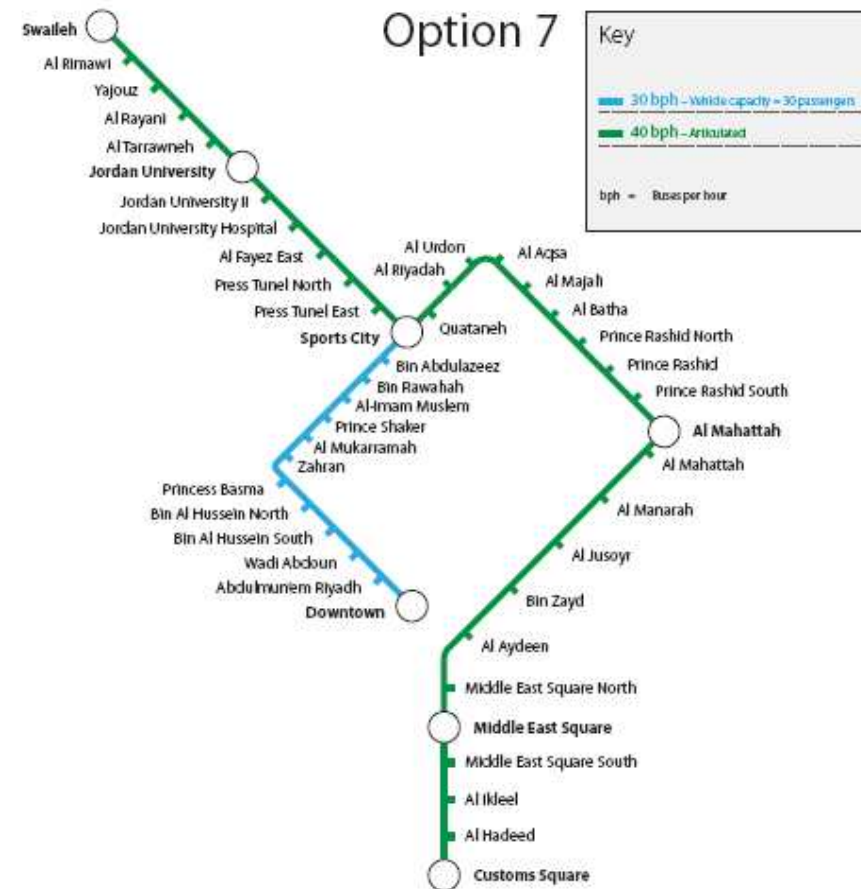 Option 7
Key
30 bph – Vehicle capacity = 30 passengers
40 bph – Articulated
bph = Buses per hour
Swaileh
Al Rimawi
Yajouz
Al Rayani
Al Tarrawneh
Jordan University
Jordan University II
Jordan University Hospital
Al Fayez East
Press Tunel North
Press Tunel East
Sports City
Al Urdon
Al Riyadah
Quataneh
Al Aqsa
Al Majali
Al Batha
Prince Rashid North
Prince Rashid
Prince Rashid South
Al Mahattah
Al Mahattah
Al Manarah
Al Jusoyr
Bin Zayd
Al Aydeen
Middle East Square North
Middle East Square
Middle East Square South
Al Ikleel
Al Hadeed
Customs Square
Bin Abdulazeez
Bin Rawahah
Al-Imam Muslem
Prince Shaker
Al Mukarramah
Zahran
Princess Basma
Bin Al Hussein North
Bin Al Hussein South
Wadi Abdoun
Abdulmun'em Riyadh
Downtown